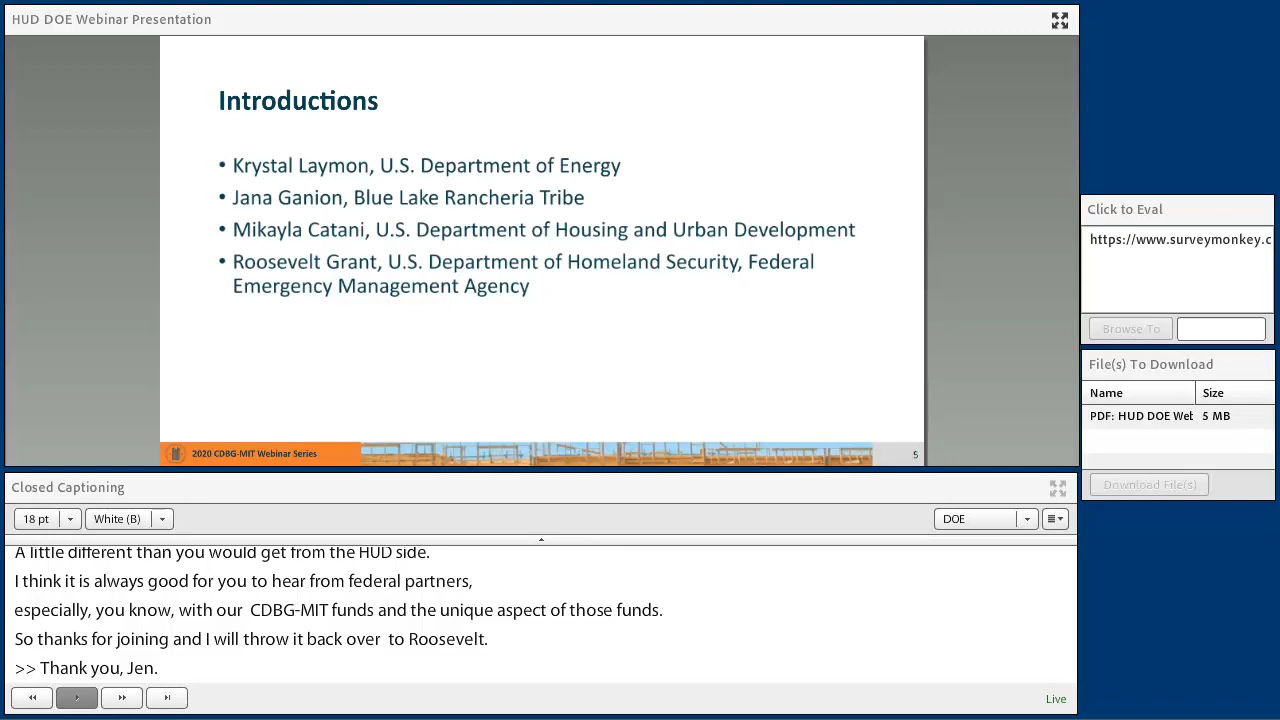 HUD DOE Webinar Presentation
Introductions
• Krystal Laymon, U.S. Department of Energy
• Jana Ganion, Blue Lake Rancheria Tribe
• Mikayla Catani, U.S. Department of Housing and Urban Development
• Roosevelt Grant, U.S. Department of Homeland Security, Federal
Emergency Management Agency
2020 CDBG-MIT Webinar Series
5
Click to Eval
https://www.surveymonkey.c
Browse To
File(s) To Download
Name Size
PDF: HUD DOE Wet 5 MB
Download File(s)
Closed Captioning
18 pt White (B) DOE
A little different than you would get from the HUD side.
I think it is always good for you to hear from federal partners,
especially, you know, with our CDBG-MIT funds and the unique aspect of those funds.
So thanks for joining and I will throw it back over to Roosevelt.
>> Thank you, Jen.
Live